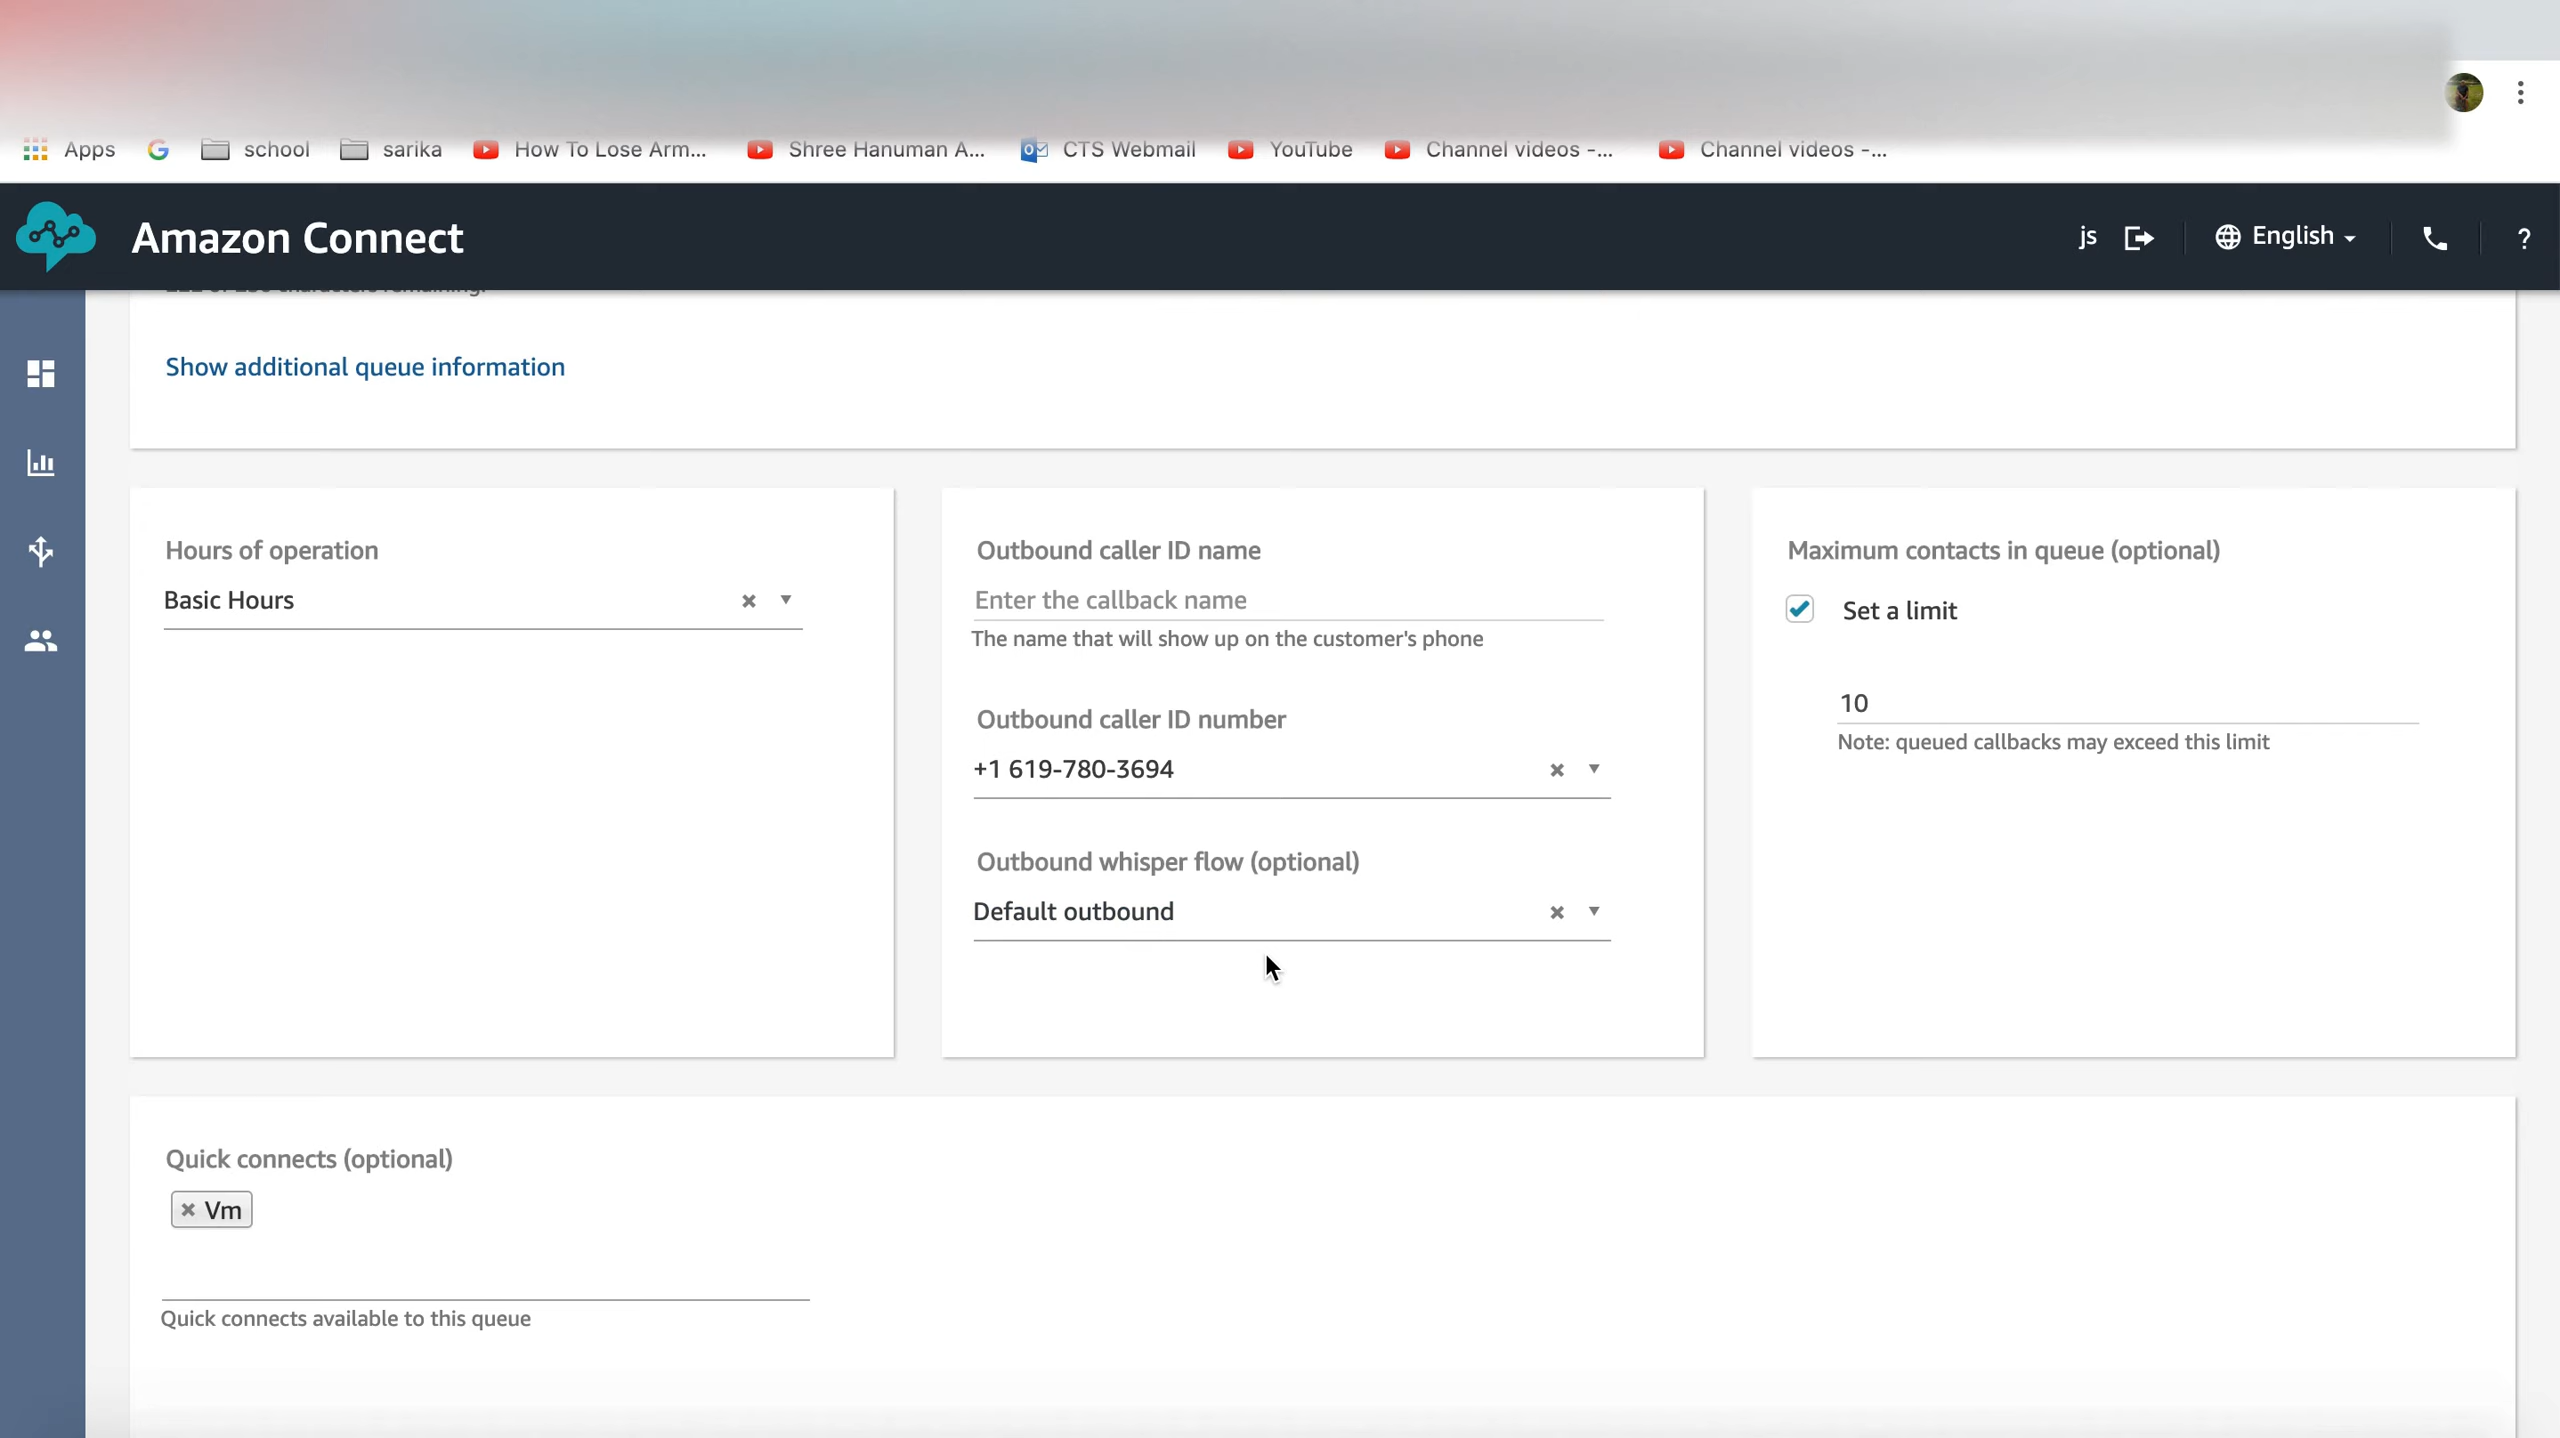 Apps school sarika How To Lose Arm... Shree Hanuman A... CTS Webmail YouTube Channel videos -... Channel videos -...
Amazon Connect js English ?
Show additional queue information
Hours of operation
Basic Hours
Outbound caller ID name
Enter the callback name
The name that will show up on the customer's phone
Outbound caller ID number
+1 619-780-3694
Outbound whisper flow (optional)
Default outbound
Maximum contacts in queue (optional)
Set a limit
10
Note: queued callbacks may exceed this limit
Quick connects (optional)
× Vm
Quick connects available to this queue